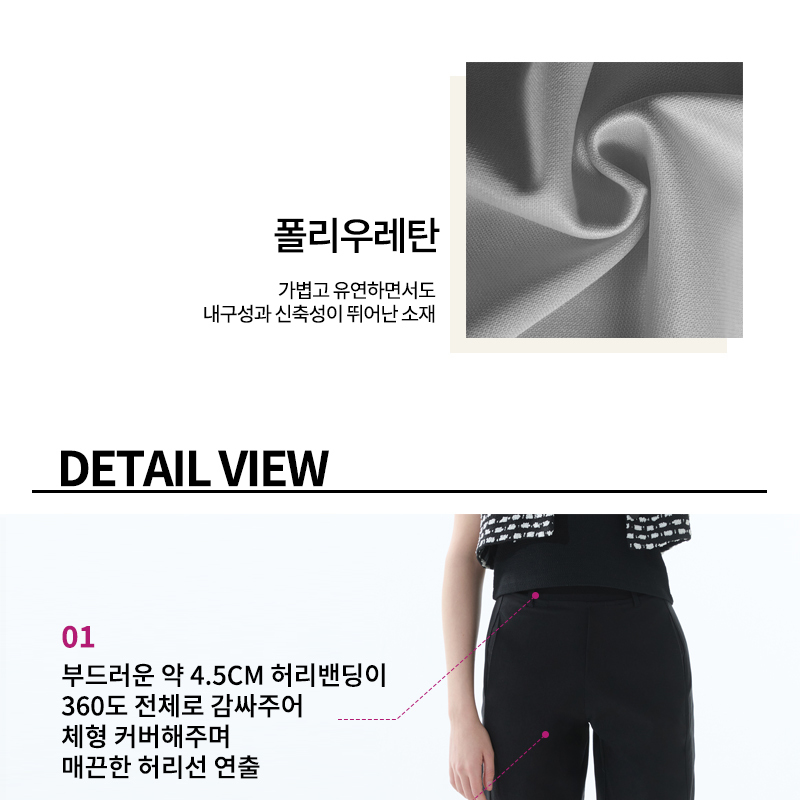 폴리우레탄
가볍고 유연하면서도
내구성과 신축성이 뛰어난 소재
DETAIL VIEW
01
부드러운 약 4.5CM 허리밴딩이
360도 전체로 감싸주어
체형 커버해주며
매끈한 허리선 연출